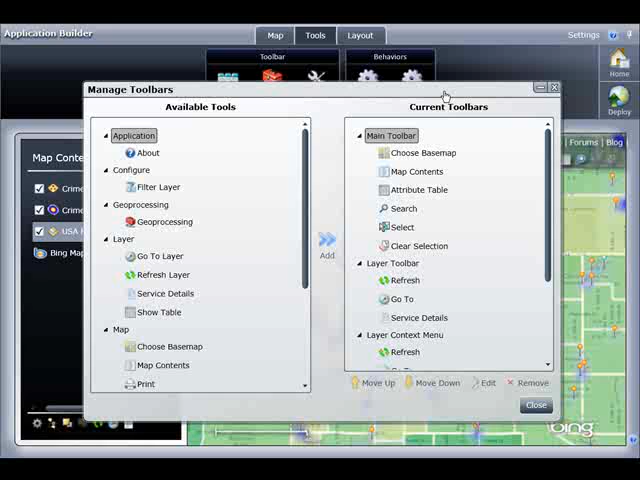 Application Builder
Map
Tools
Layout
Settings
Toolbar
Behaviors
Home
Deploy
Manage Toolbars
Available Tools
Current Toolbars
Application
About
Configure
Filter Layer
Geoprocessing
Geoprocessing
Layer
Go To Layer
Refresh Layer
Service Details
Show Table
Map
Choose Basemap
Map Contents
Print
Add
Main Toolbar
Choose Basemap
Map Contents
Attribute Table
Search
Select
Clear Selection
Layer Toolbar
Refresh
Go To
Service Details
Layer Context Menu
Refresh
Move Up
Move Down
Edit
Remove
Close
Map Conte
Crime
Crime
USA
Bing Map
Forums | Blog
bing